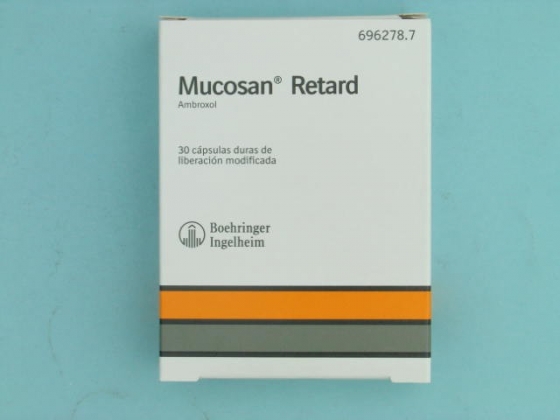 696278.7
Mucosan® Retard
Ambroxol
30 cápsulas duras de
liberación modificada
Boehringer
Ingelheim